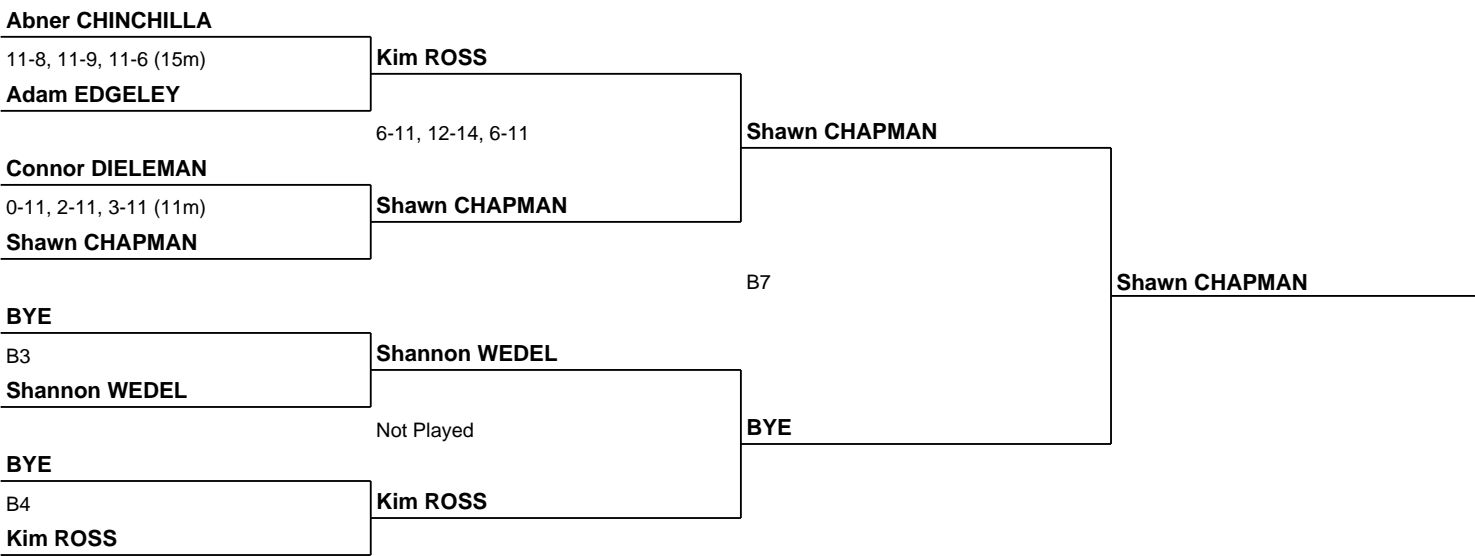 Abner CHINCHILLA
11-8, 11-9, 11-6 (15m)
Kim ROSS
Adam EDGELEY
6-11, 12-14, 6-11
Shawn CHAPMAN
Connor DIELEMAN
0-11, 2-11, 3-11 (11m)
Shawn CHAPMAN
Shawn CHAPMAN
B7
Shawn CHAPMAN
BYE
B3
Shannon WEDEL
Shannon WEDEL
Not Played
BYE
BYE
B4
Kim ROSS
Kim ROSS